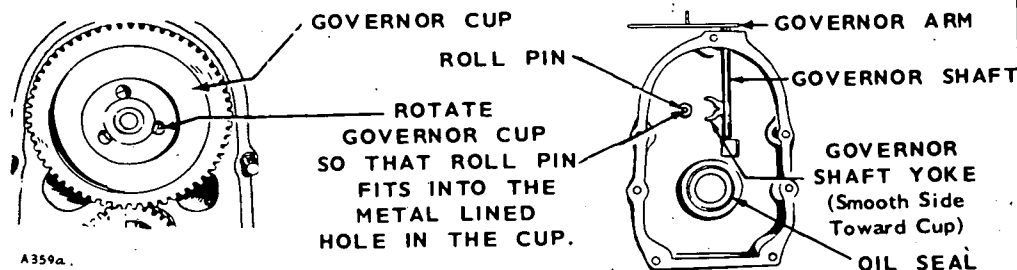 GOVERNOR CUP
ROLL PIN
ROTATE
GOVERNOR CUP
SO THAT ROLL PIN
FITS INTO THE
METAL LINED
HOLE IN THE CUP.
GOVERNOR ARM
GOVERNOR SHAFT
GOVERNOR
SHAFT YOKE
(Smooth Side
Toward Cup)
OIL SEAL
A359a.